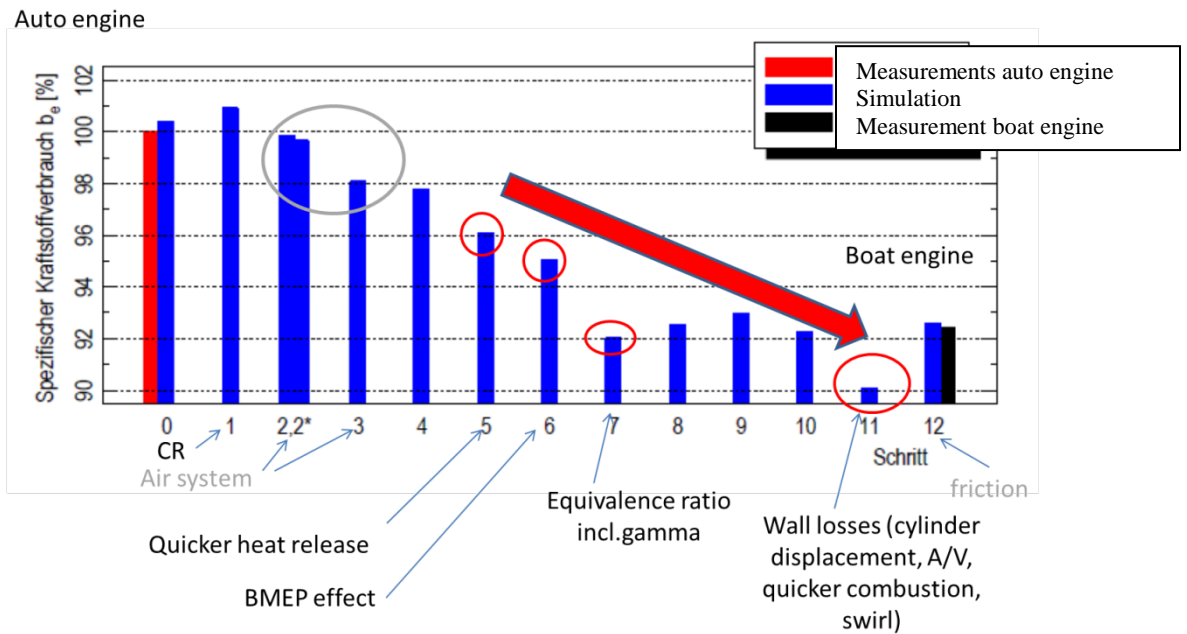 Auto engine
Measurements auto engine
Simulation
Measurement boat engine
Spezifischer Kraftstoffverbrauch b_e [%]
102
100
98
96
94
92
90
Boat engine
0 1 2,2* 3 4 5 6 7 8 9 10 11 12
Schritt
CR
Air system
friction
Quicker heat release
BMEP effect
Equivalence ratio
incl.gamma
Wall losses (cylinder
displacement, A/V,
quicker combustion,
swirl)